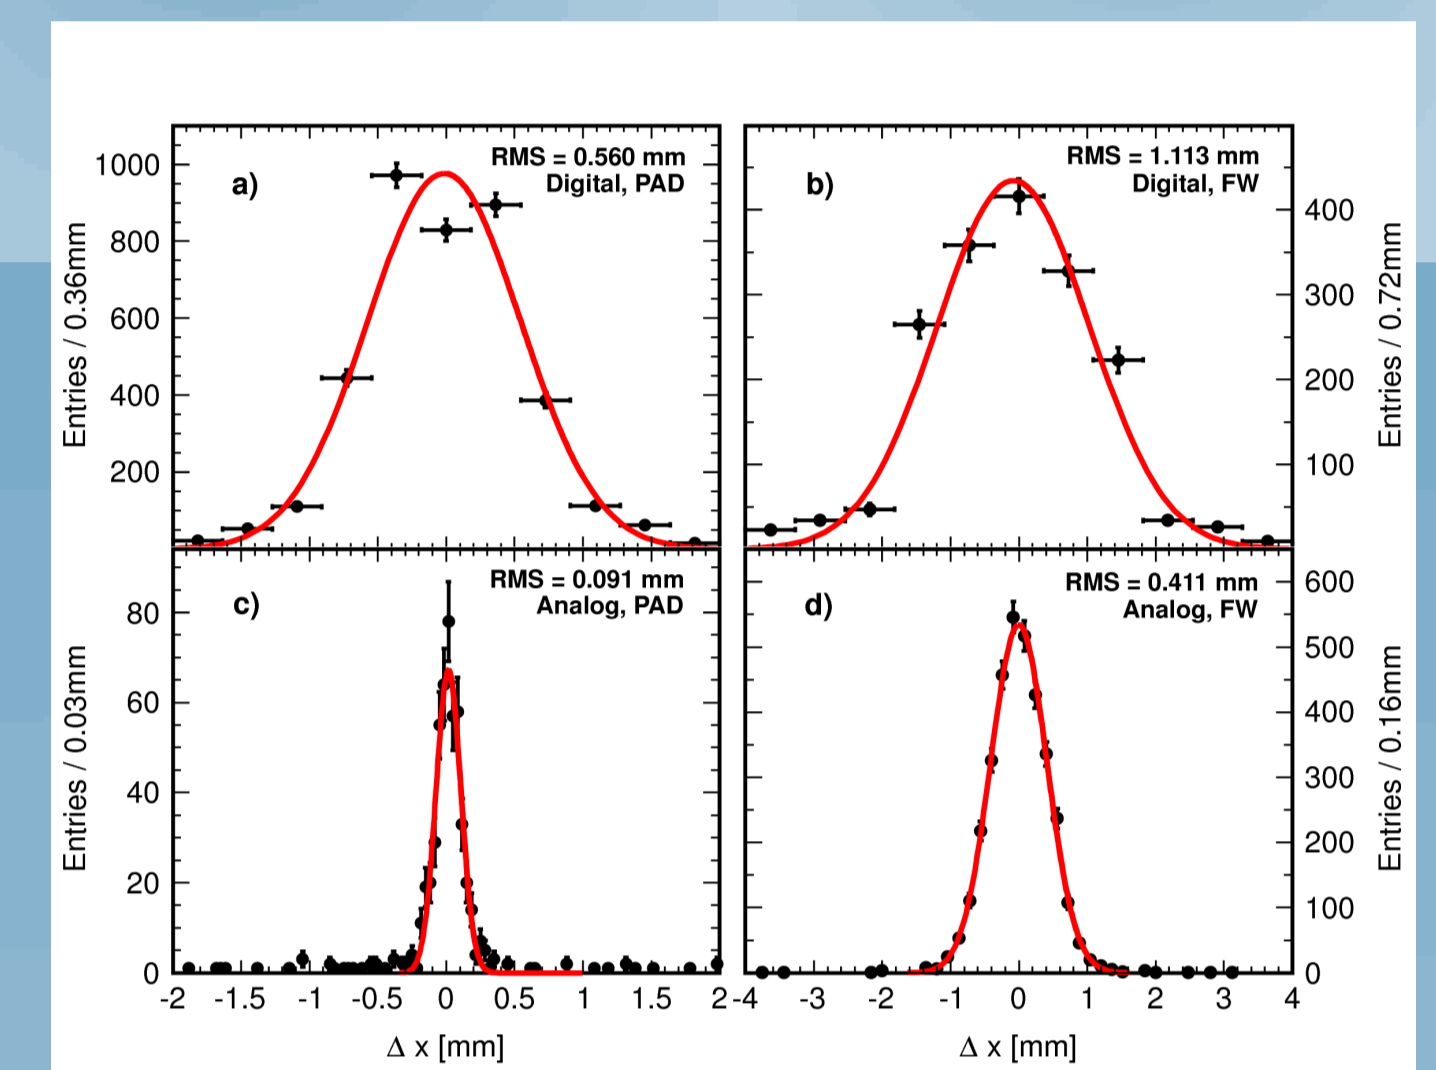 a)
RMS = 0.560 mm
Digital, PAD
1000
800
600
400
200
Entries / 0.36mm
b)
RMS = 1.113 mm
Digital, FW
400
300
200
100
Entries / 0.72mm
c)
RMS = 0.091 mm
Analog, PAD
80
60
40
20
0
Entries / 0.03mm
-2 -1.5 -1 -0.5 0 0.5 1 1.5 2
Δ x [mm]
d)
RMS = 0.411 mm
Analog, FW
600
500
400
300
200
100
0
Entries / 0.16mm
-4 -3 -2 -1 0 1 2 3 4
Δ x [mm]